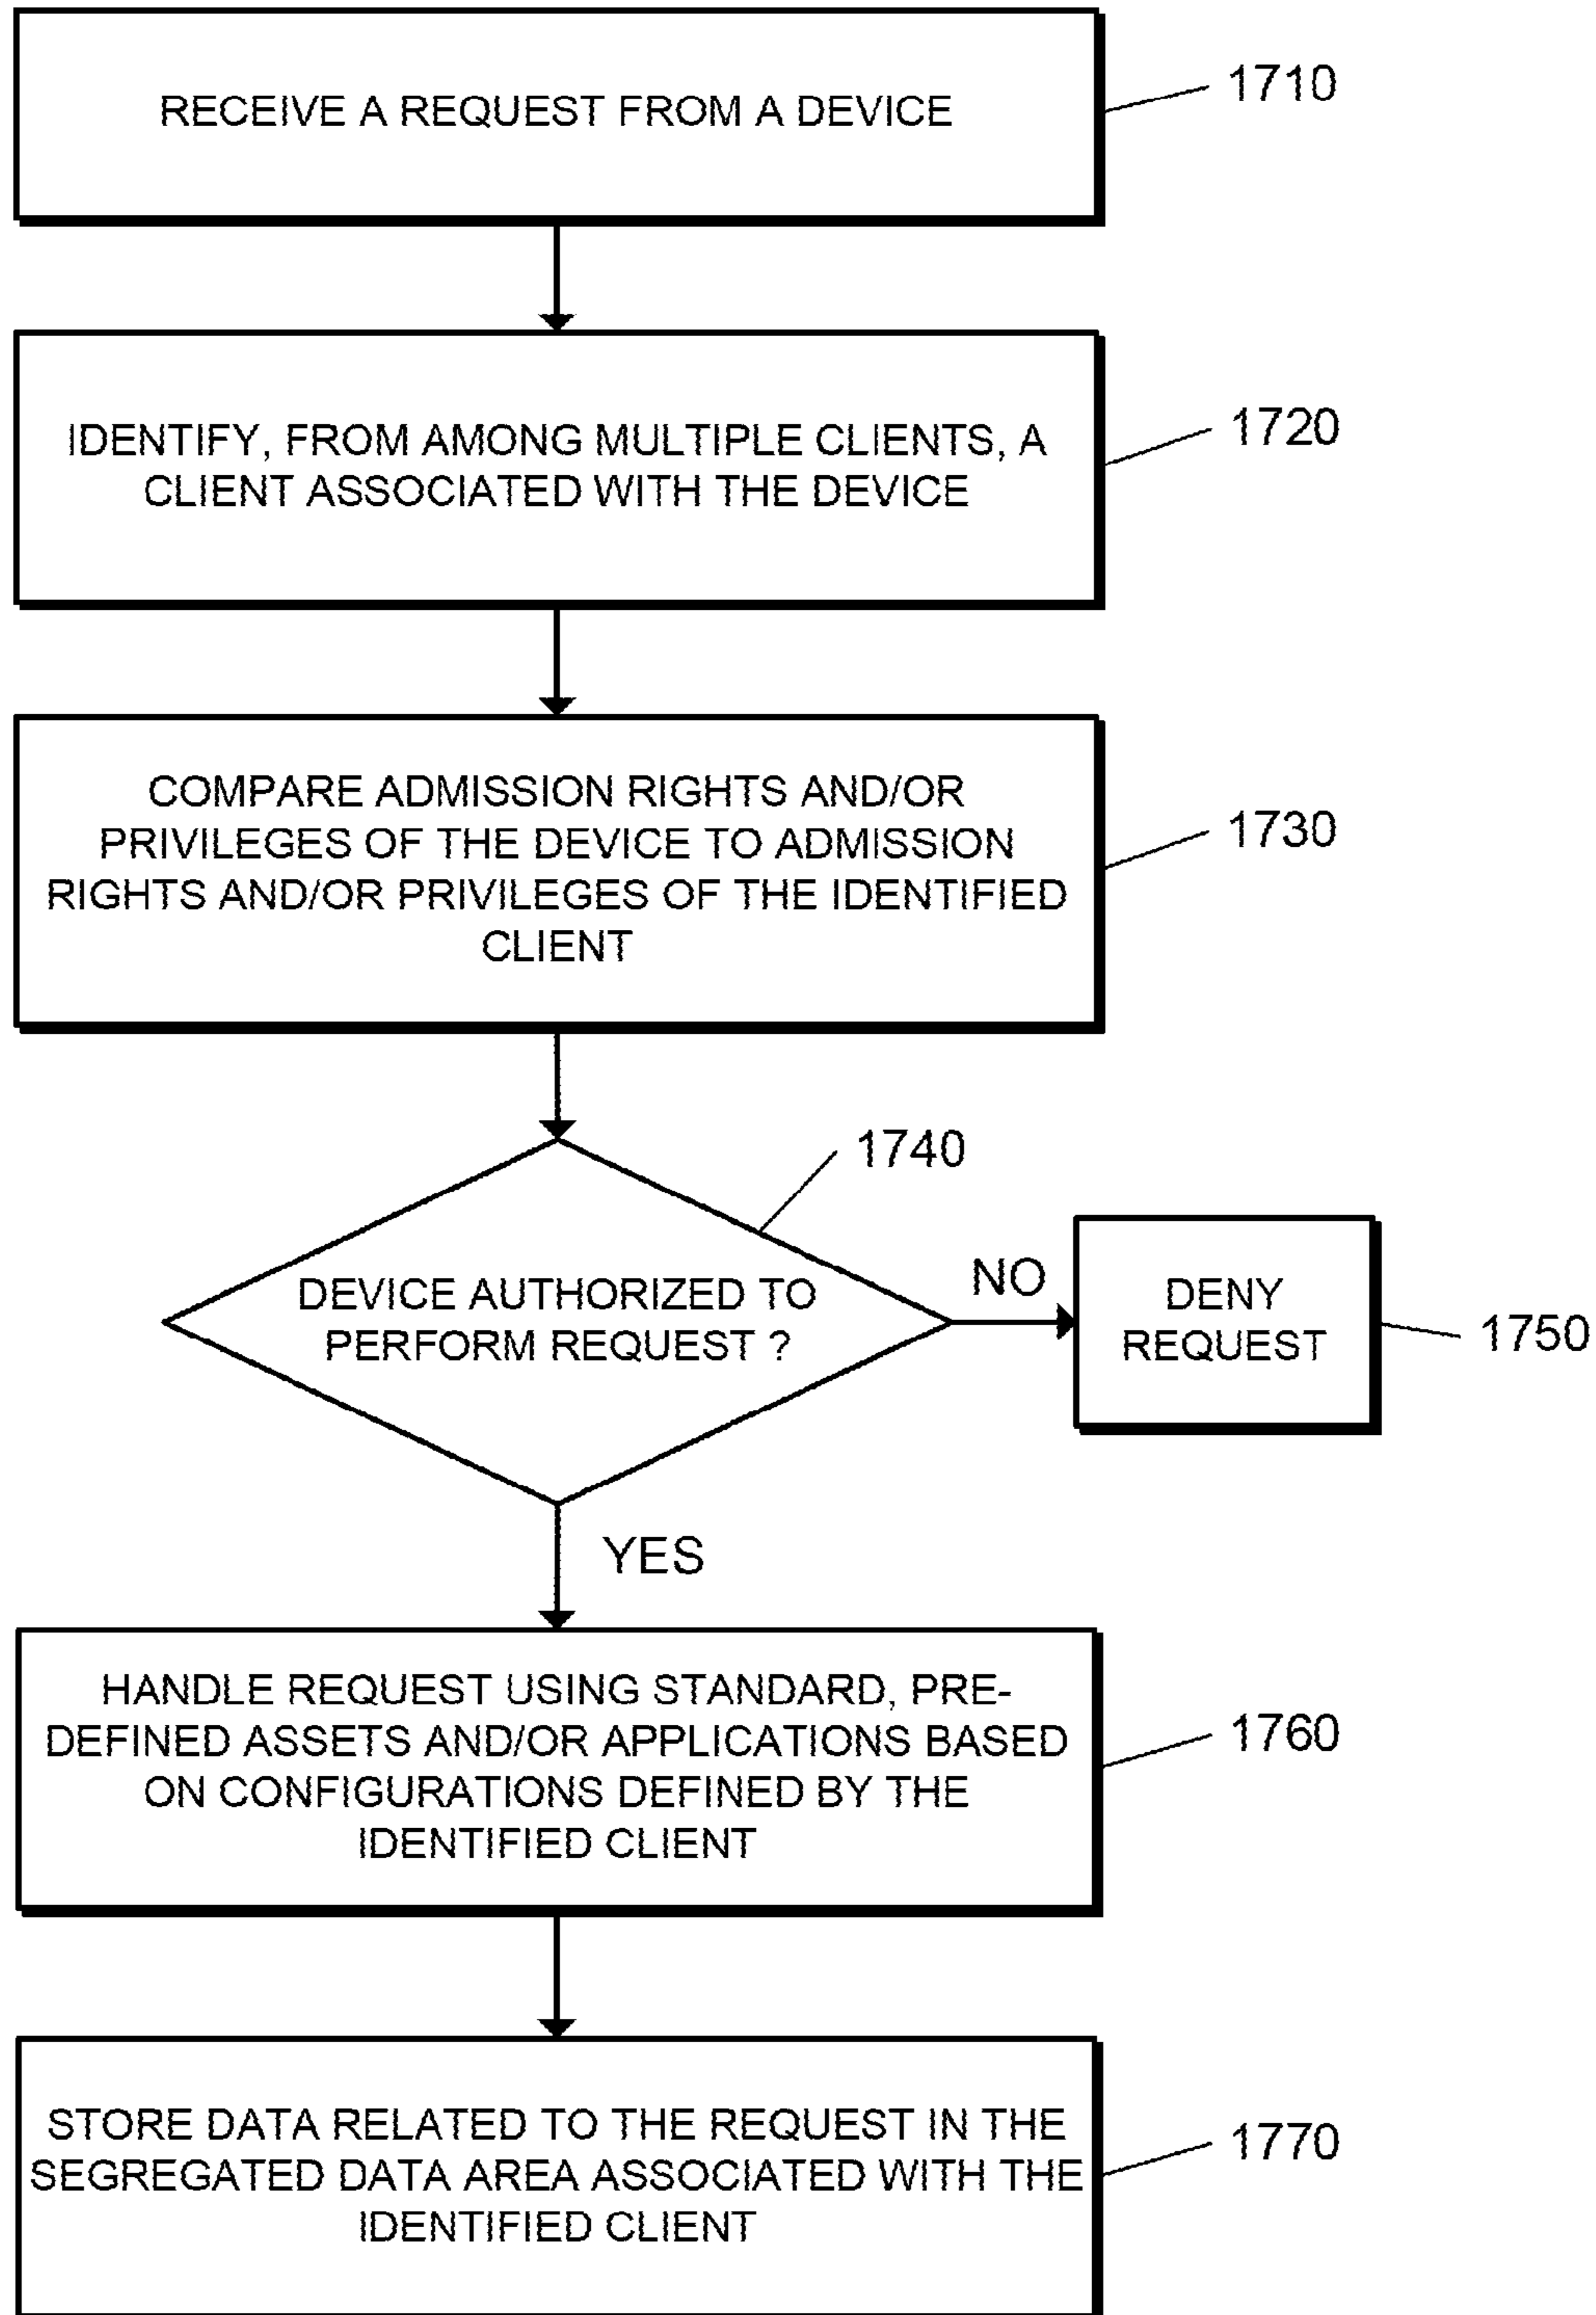 RECEIVE A REQUEST FROM A DEVICE
1710
IDENTIFY, FROM AMONG MULTIPLE CLIENTS, A
CLIENT ASSOCIATED WITH THE DEVICE
1720
COMPARE ADMISSION RIGHTS AND/OR
PRIVILEGES OF THE DEVICE TO ADMISSION
RIGHTS AND/OR PRIVILEGES OF THE IDENTIFIED
CLIENT
1730
1740
DEVICE AUTHORIZED TO
PERFORM REQUEST ?
NO
DENY
REQUEST
1750
YES
HANDLE REQUEST USING STANDARD, PRE-
DEFINED ASSETS AND/OR APPLICATIONS BASED
ON CONFIGURATIONS DEFINED BY THE
IDENTIFIED CLIENT
1760
STORE DATA RELATED TO THE REQUEST IN THE
SEGREGATED DATA AREA ASSOCIATED WITH THE
IDENTIFIED CLIENT
1770